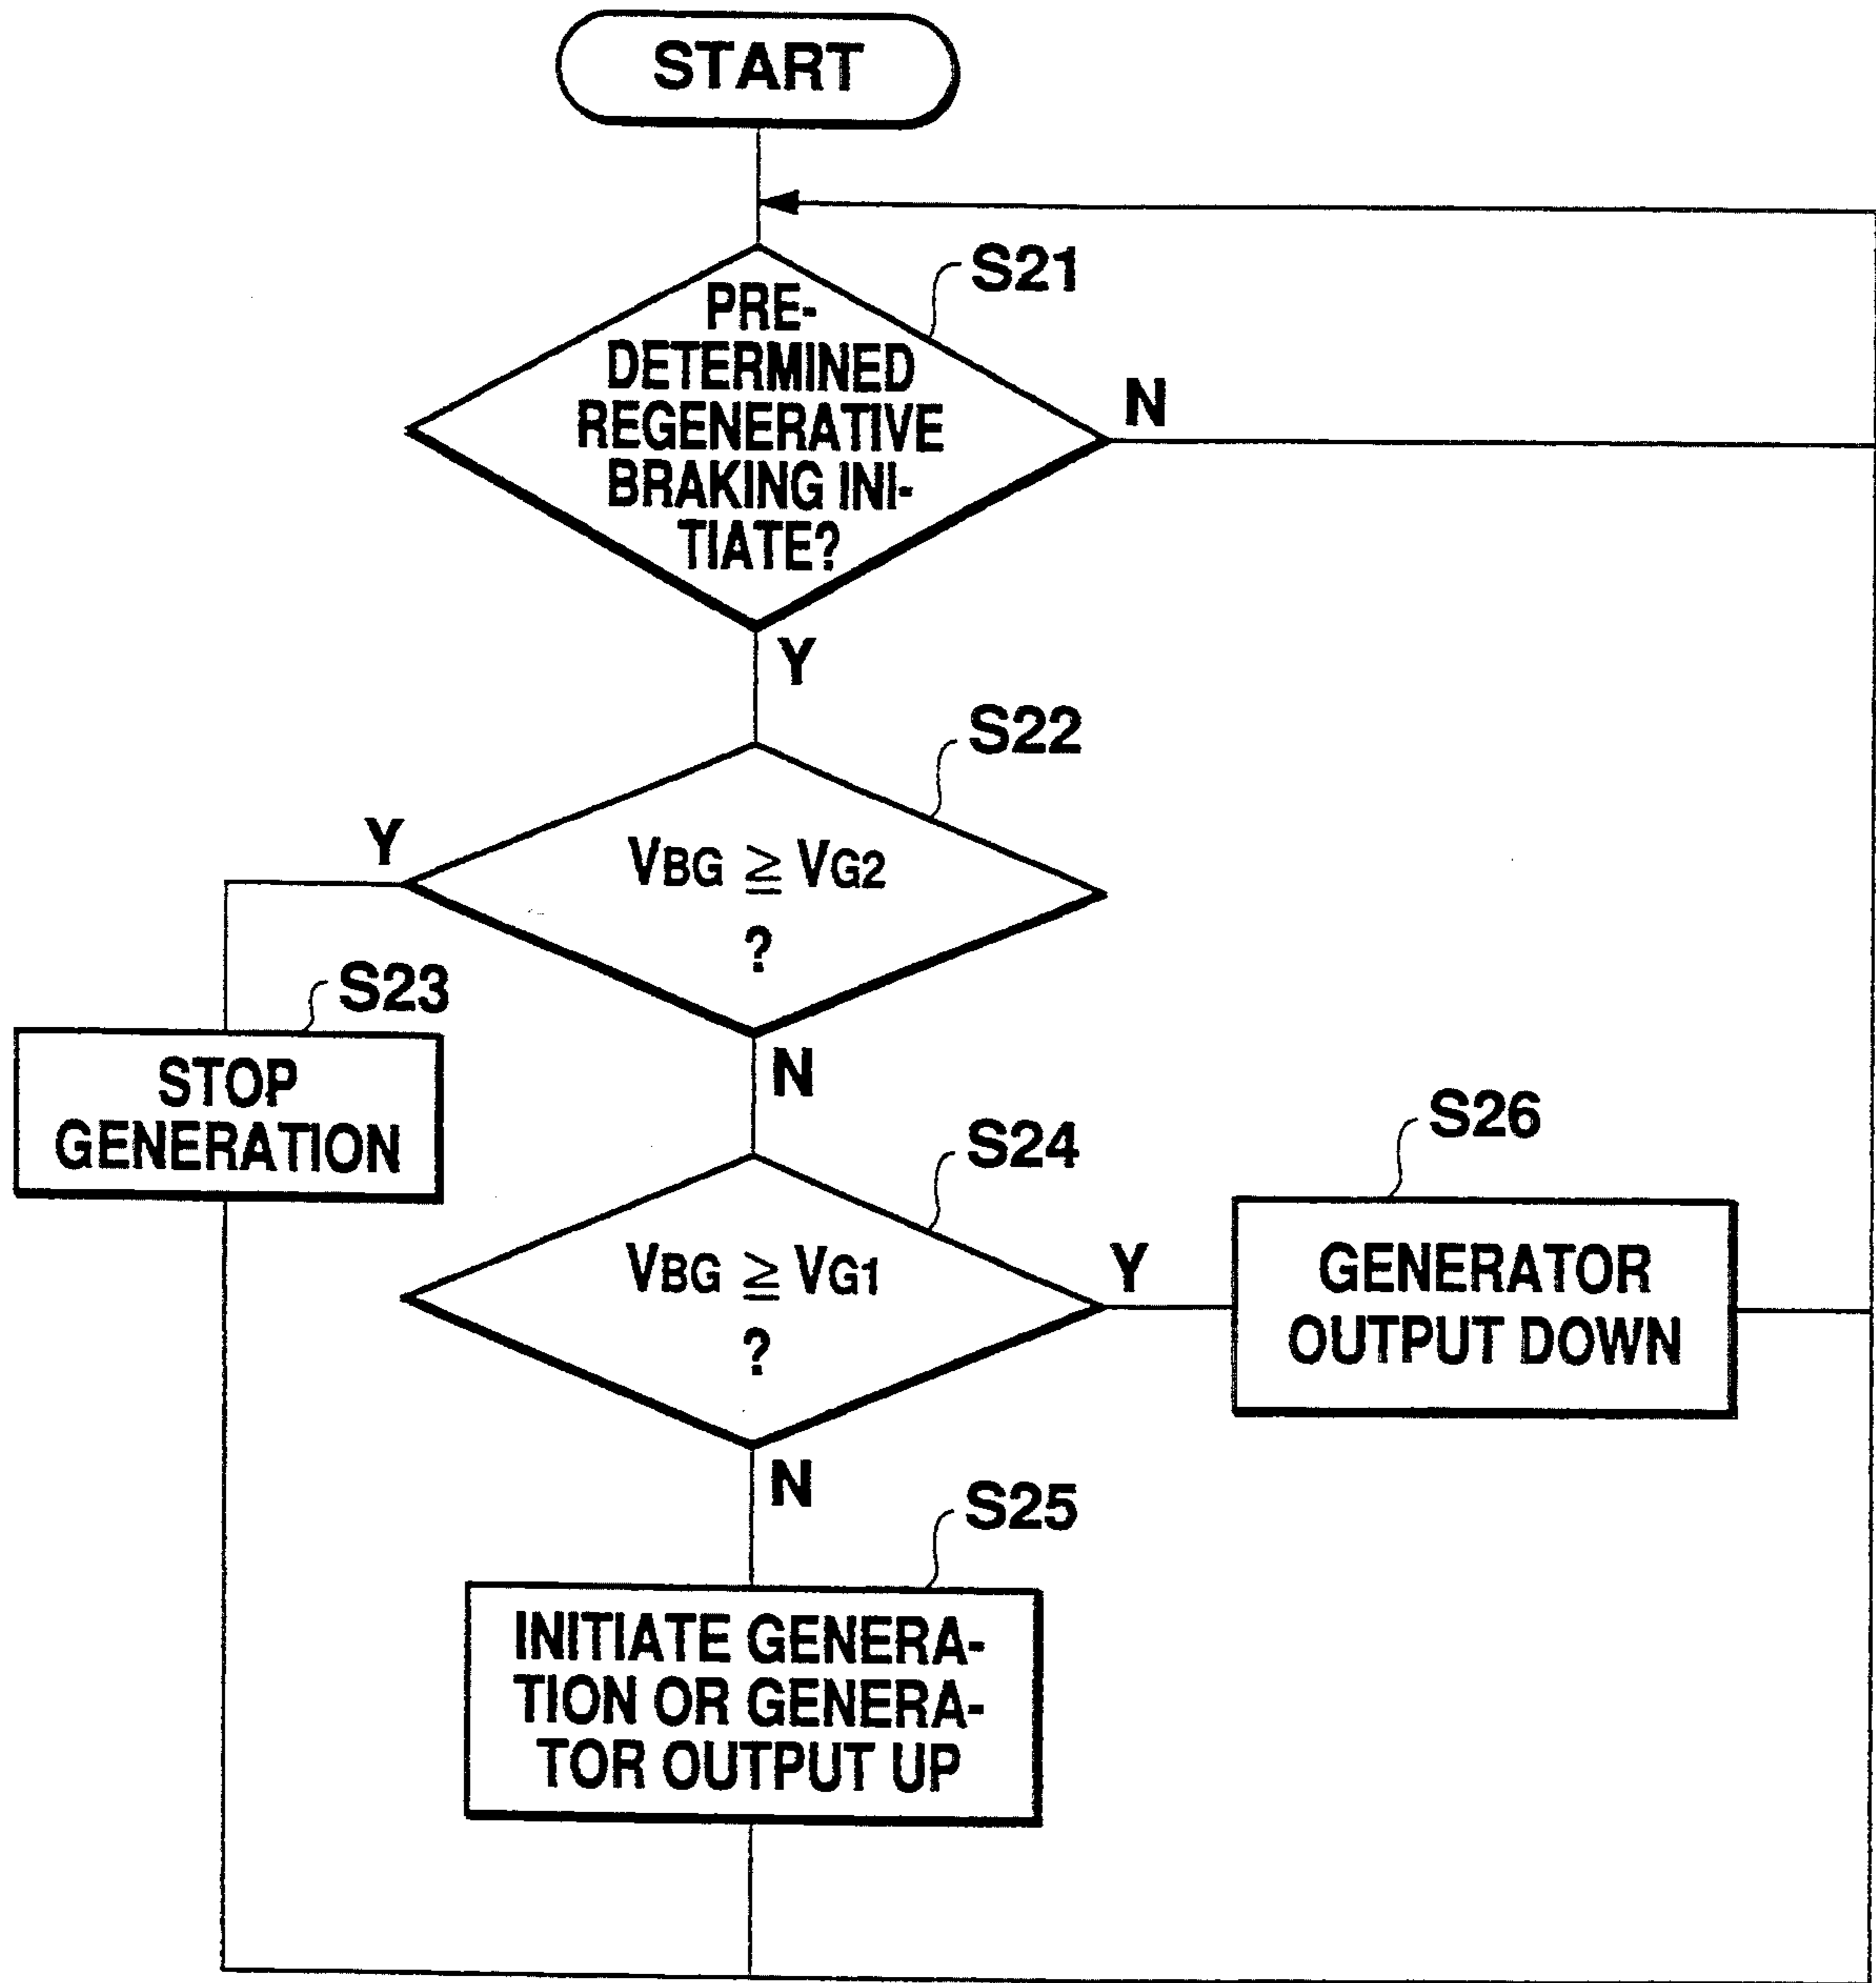 START
S21
PRE-
DETERMINED
REGENERATIVE
BRAKING INI-
TIATE?
N
Y
S22
Y
VBG ≧ VG2
?
S23
STOP
GENERATION
N
S24
S26
VBG ≧ VG1
?
Y
GENERATOR
OUTPUT DOWN
N
S25
INITIATE GENERA-
TION OR GENERA-
TOR OUTPUT UP